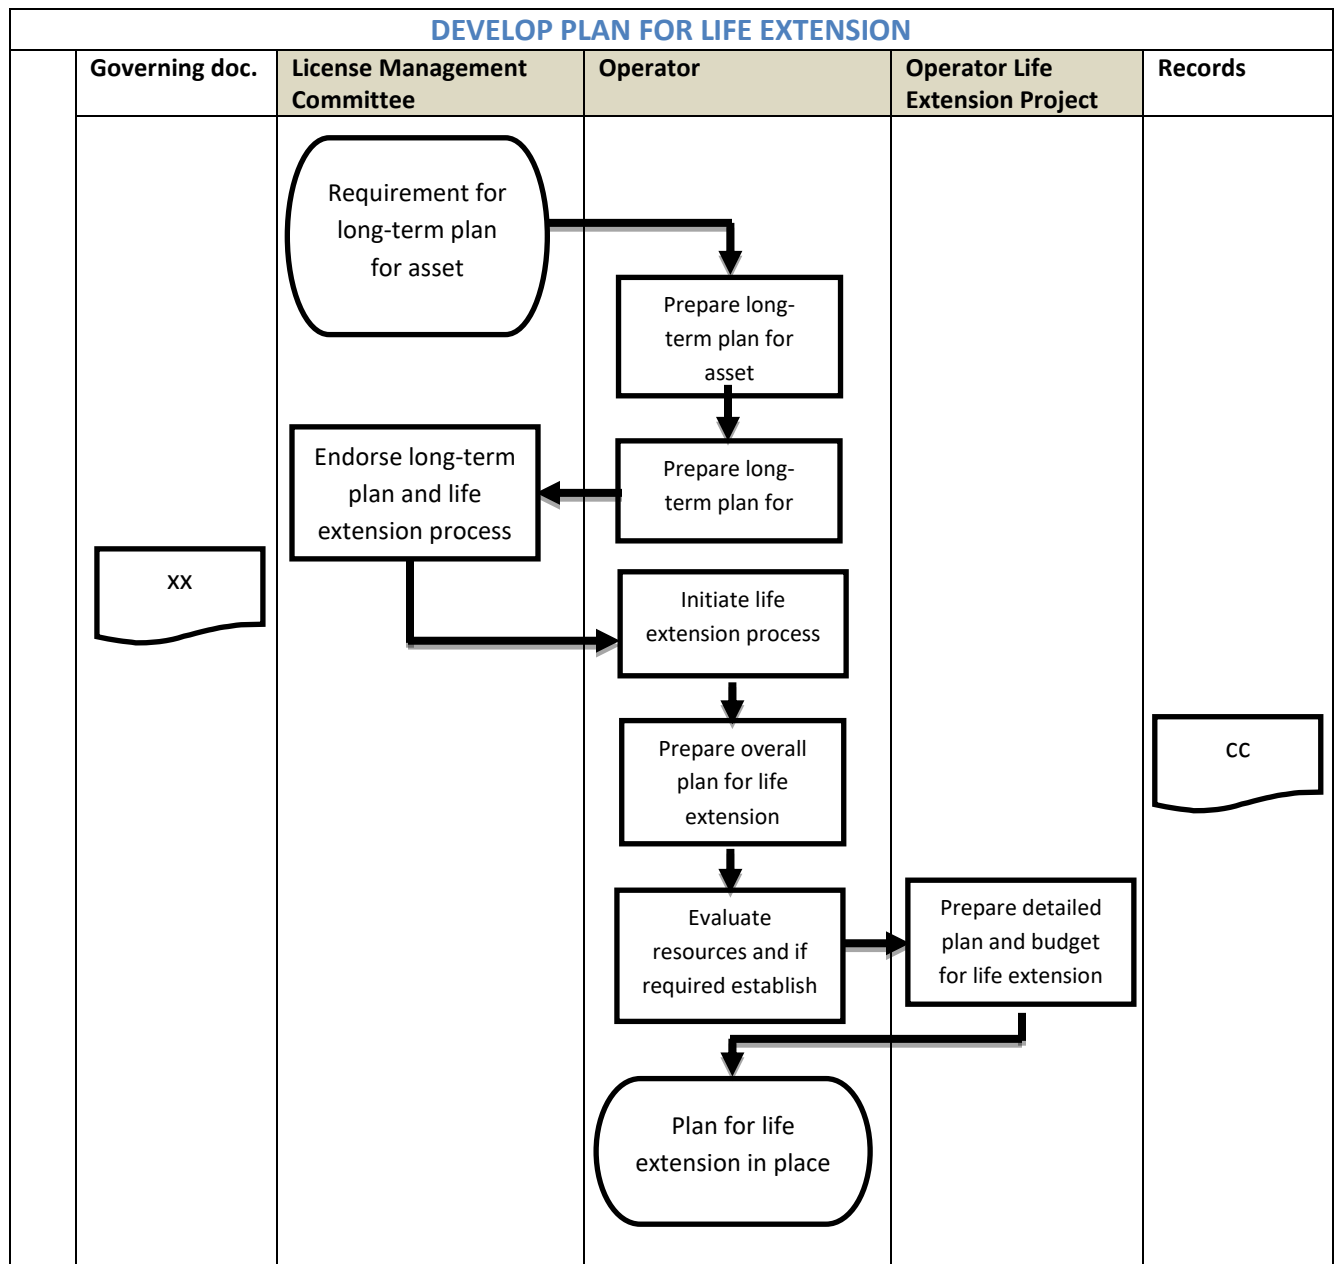 DEVELOP PLAN FOR LIFE EXTENSION
Governing doc.
License Management
Committee
Operator
Operator Life
Extension Project
Records
Requirement for
long-term plan
for asset
Prepare long-
term plan for
asset
Endorse long-term
plan and life
extension process
Prepare long-
term plan for
xx
Initiate life
extension process
Prepare overall
plan for life
extension
cc
Evaluate
resources and if
required establish
Prepare detailed
plan and budget
for life extension
Plan for life
extension in place